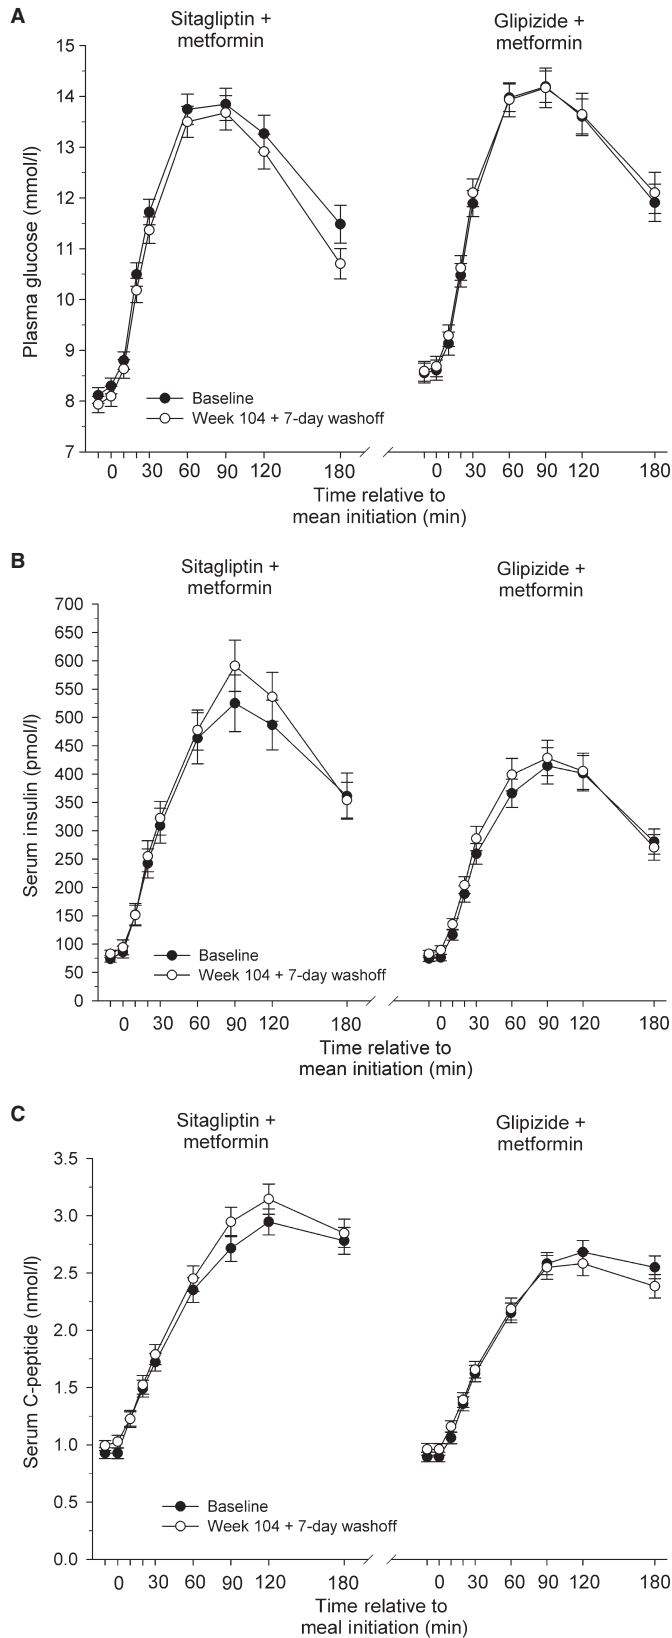 A
Sitagliptin +
metformin
Glipizide +
metformin
Plasma glucose (mmol/l)
15
14
13
12
11
10
9
8
7
Baseline
Week 104 + 7-day washoff
0 30 60 90 120 180
0 30 60 90 120 180
Time relative to
mean initiation (min)
B
Sitagliptin +
metformin
Glipizide +
metformin
Serum insulin (pmol/l)
700
650
600
550
500
450
400
350
300
250
200
150
100
50
0
Baseline
Week 104 + 7-day washoff
0 30 60 90 120 180
0 30 60 90 120 180
Time relative to
mean initiation (min)
C
Sitagliptin +
metformin
Glipizide +
metformin
Serum C-peptide (nmol/l)
3.5
3.0
2.5
2.0
1.5
1.0
0.5
0.0
Baseline
Week 104 + 7-day washoff
0 30 60 90 120 180
0 30 60 90 120 180
Time relative to
meal initiation (min)